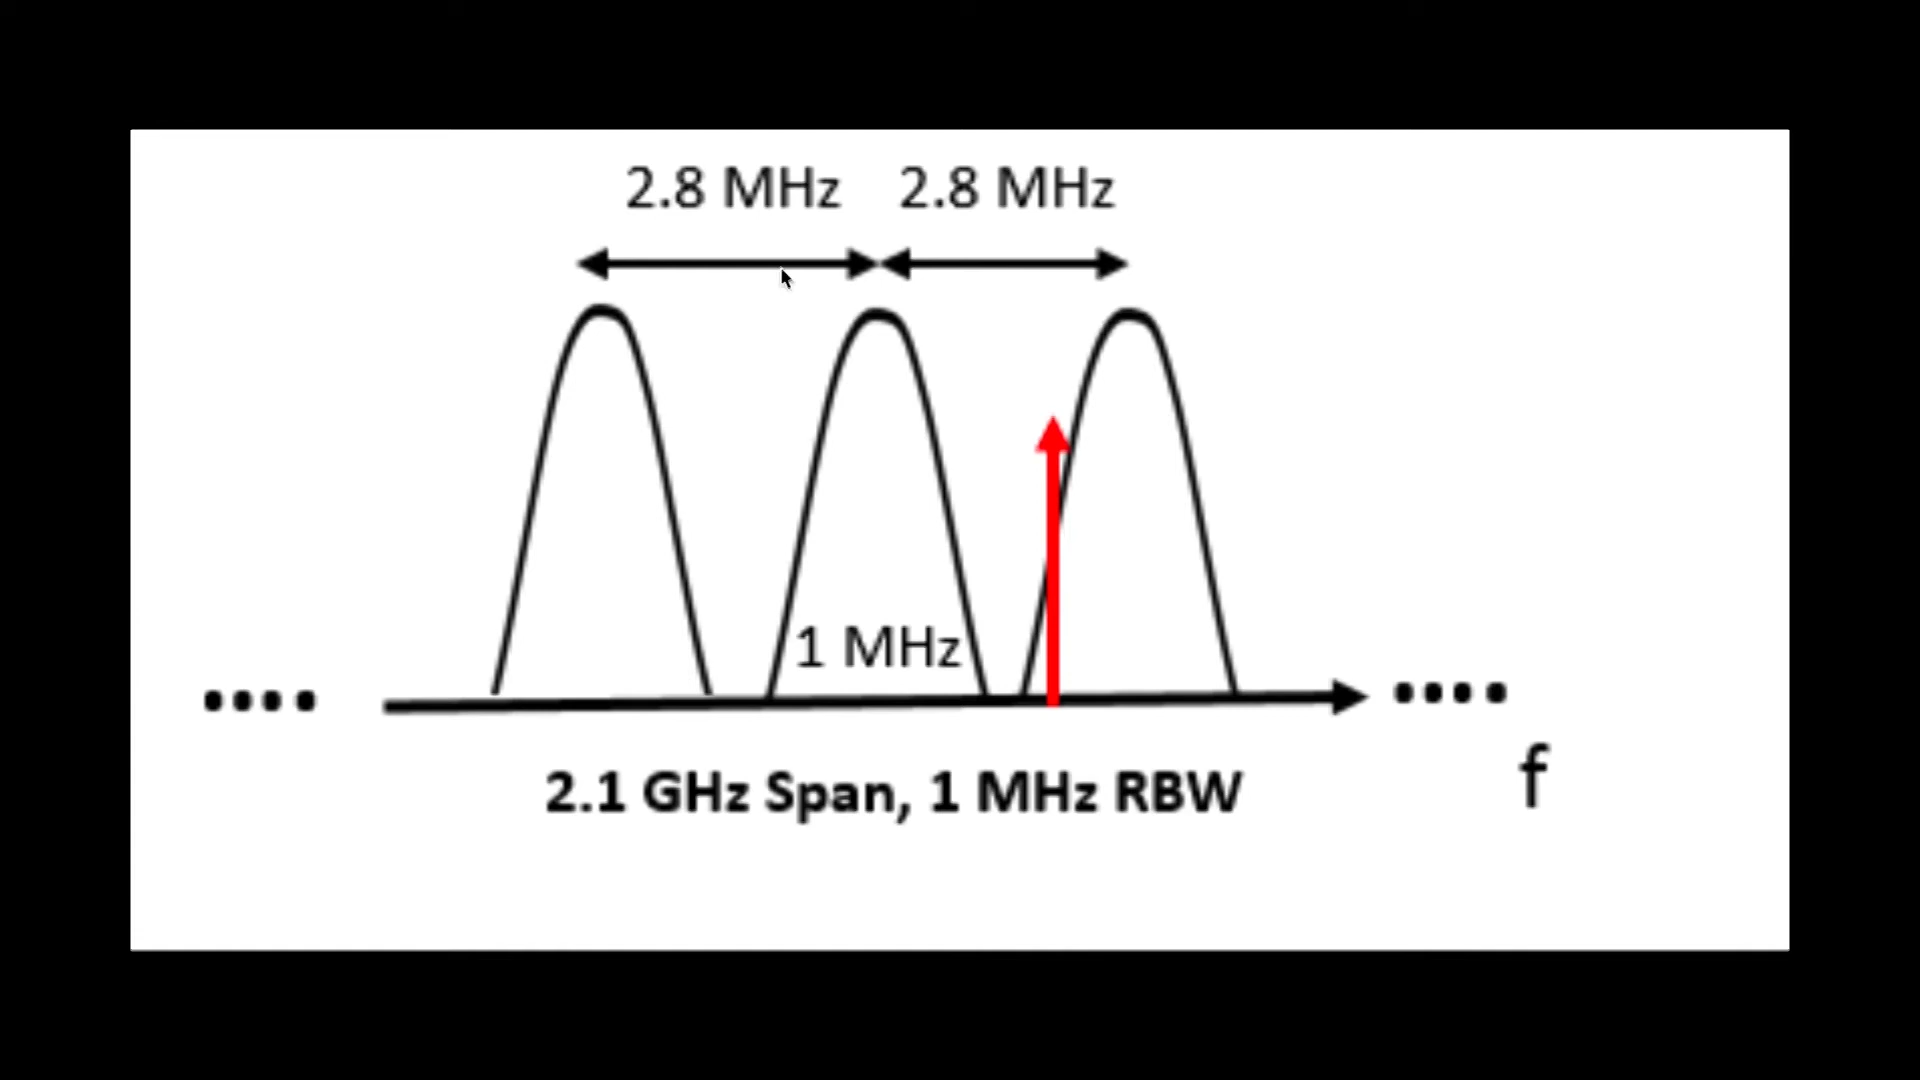 2.8 MHz 2.8 MHz
1 MHz
2.1 GHz Span, 1 MHz RBW
f